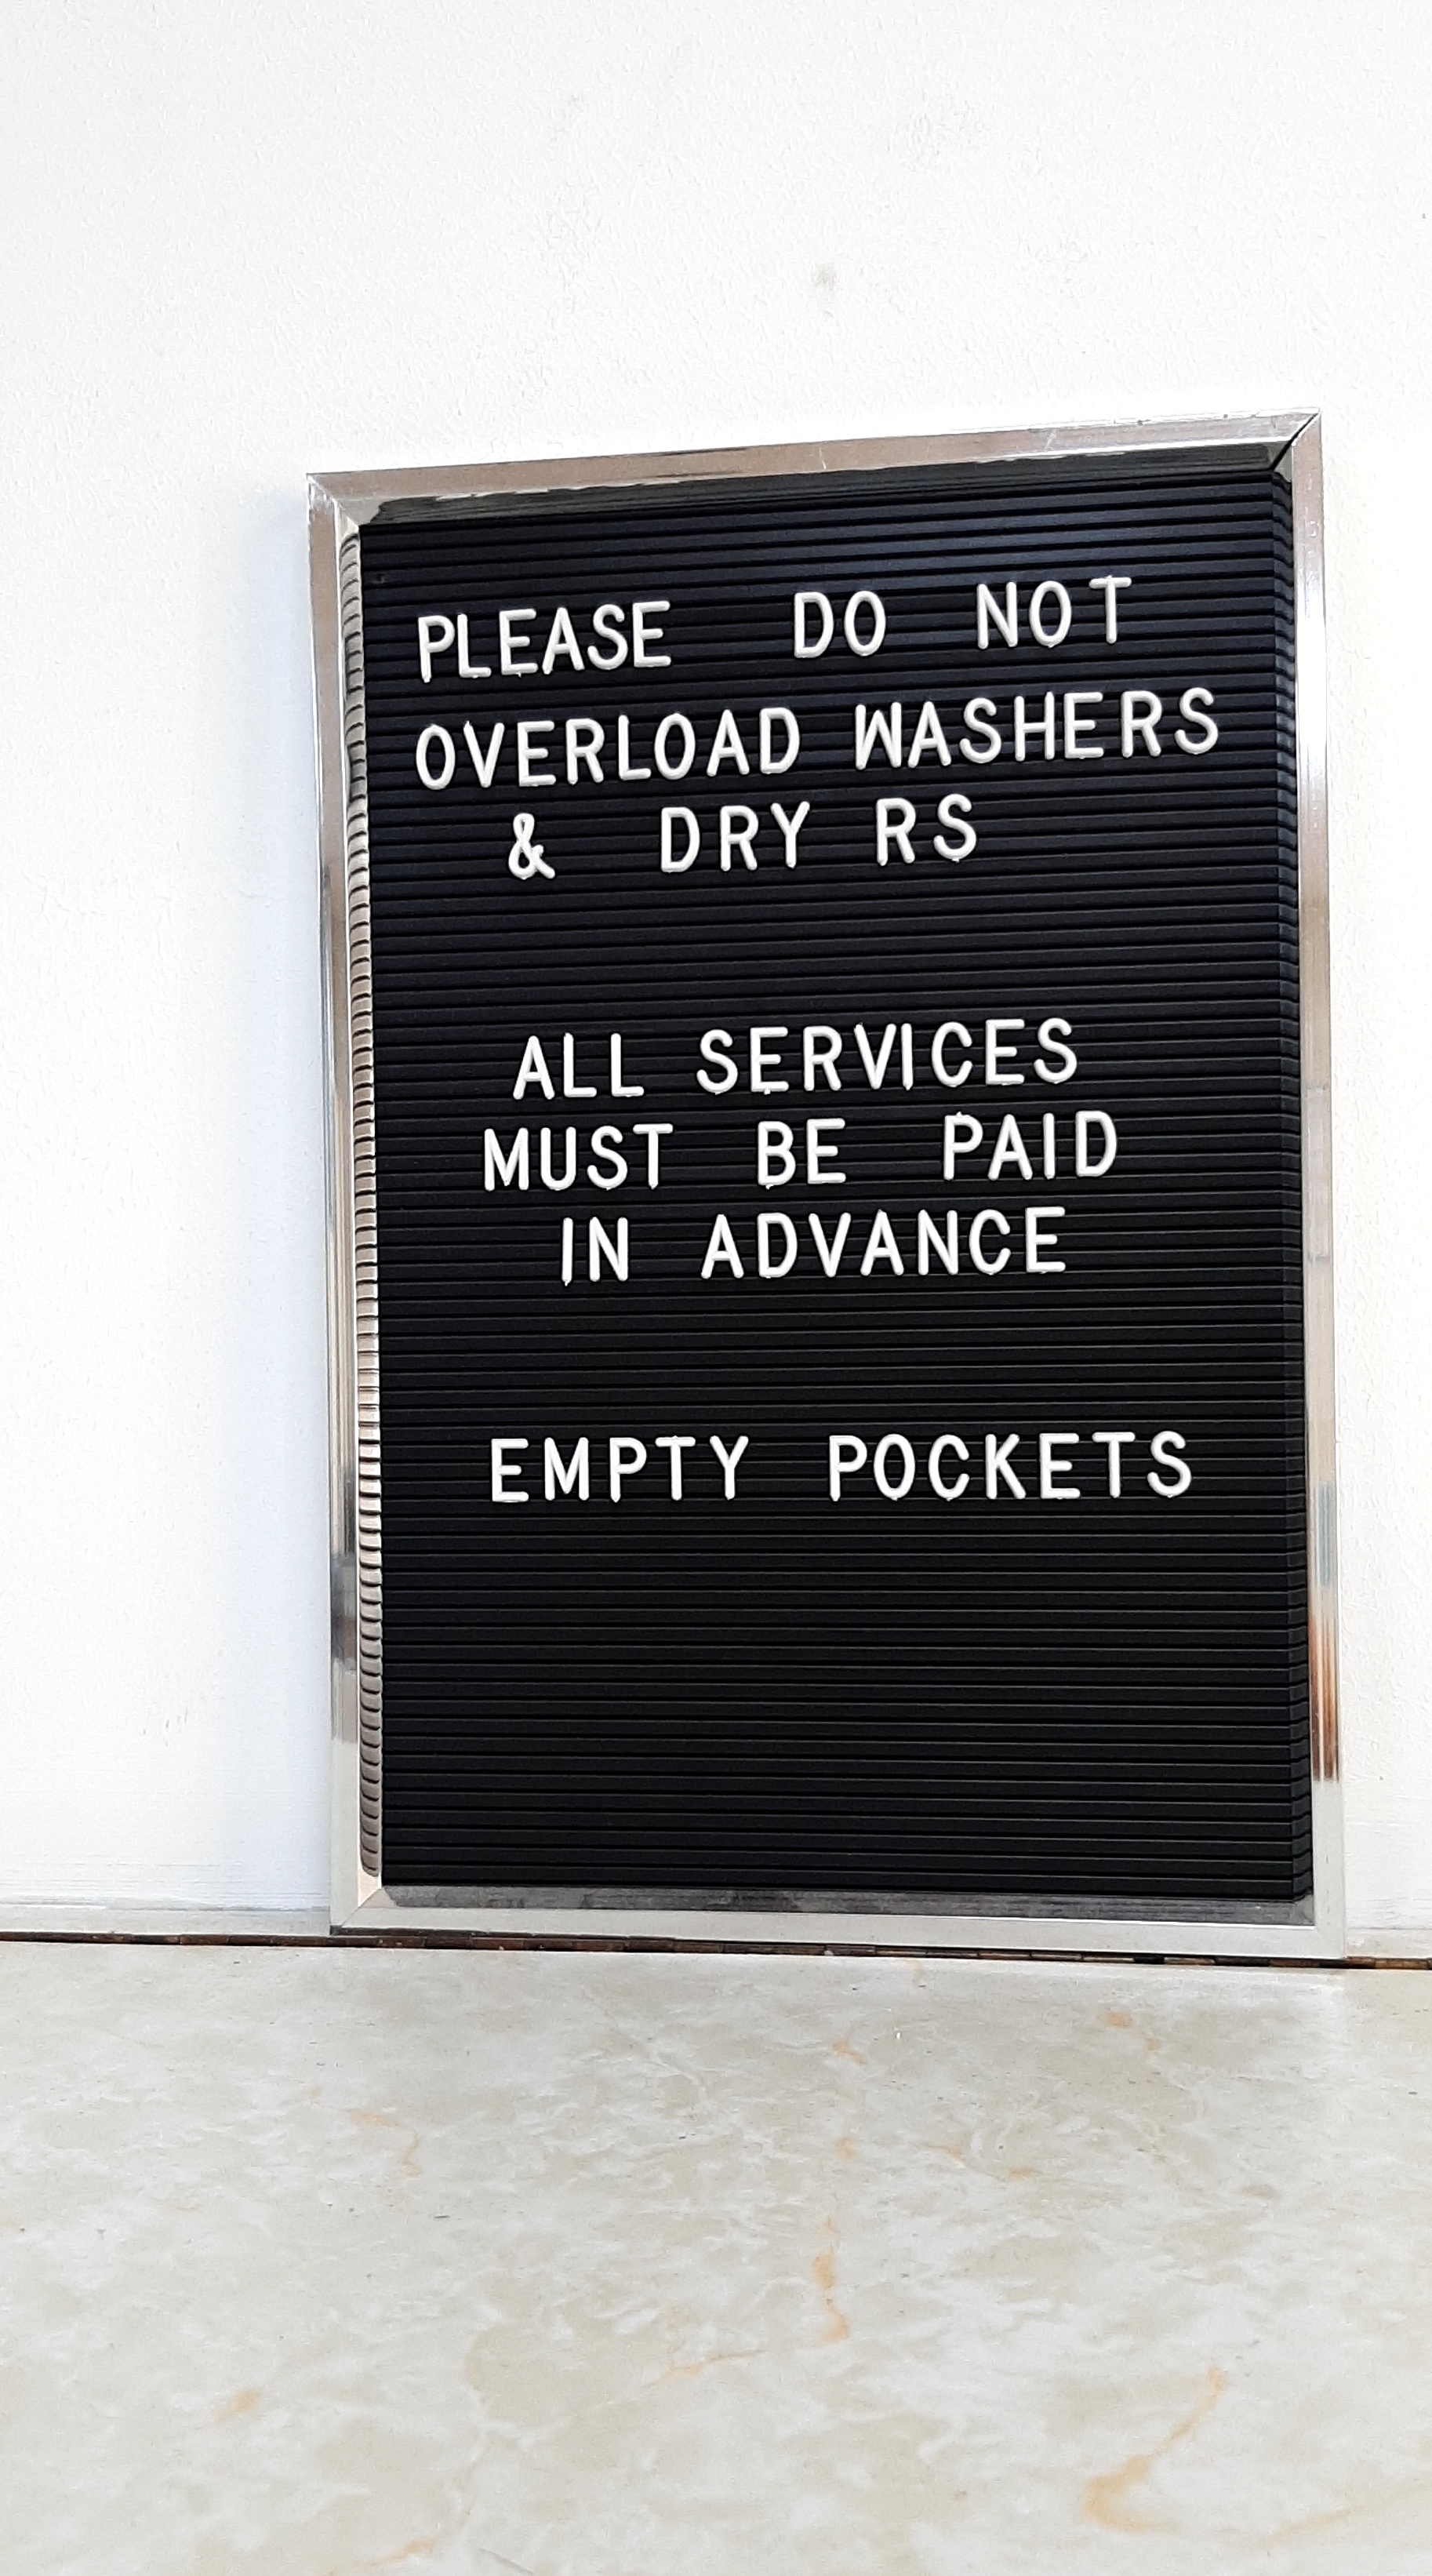 PLEASE DO NOT
OVERLOAD WASHERS
& DRY RS
ALL SERVICES
MUST BE PAID
IN ADVANCE
EMPTY POCKETS